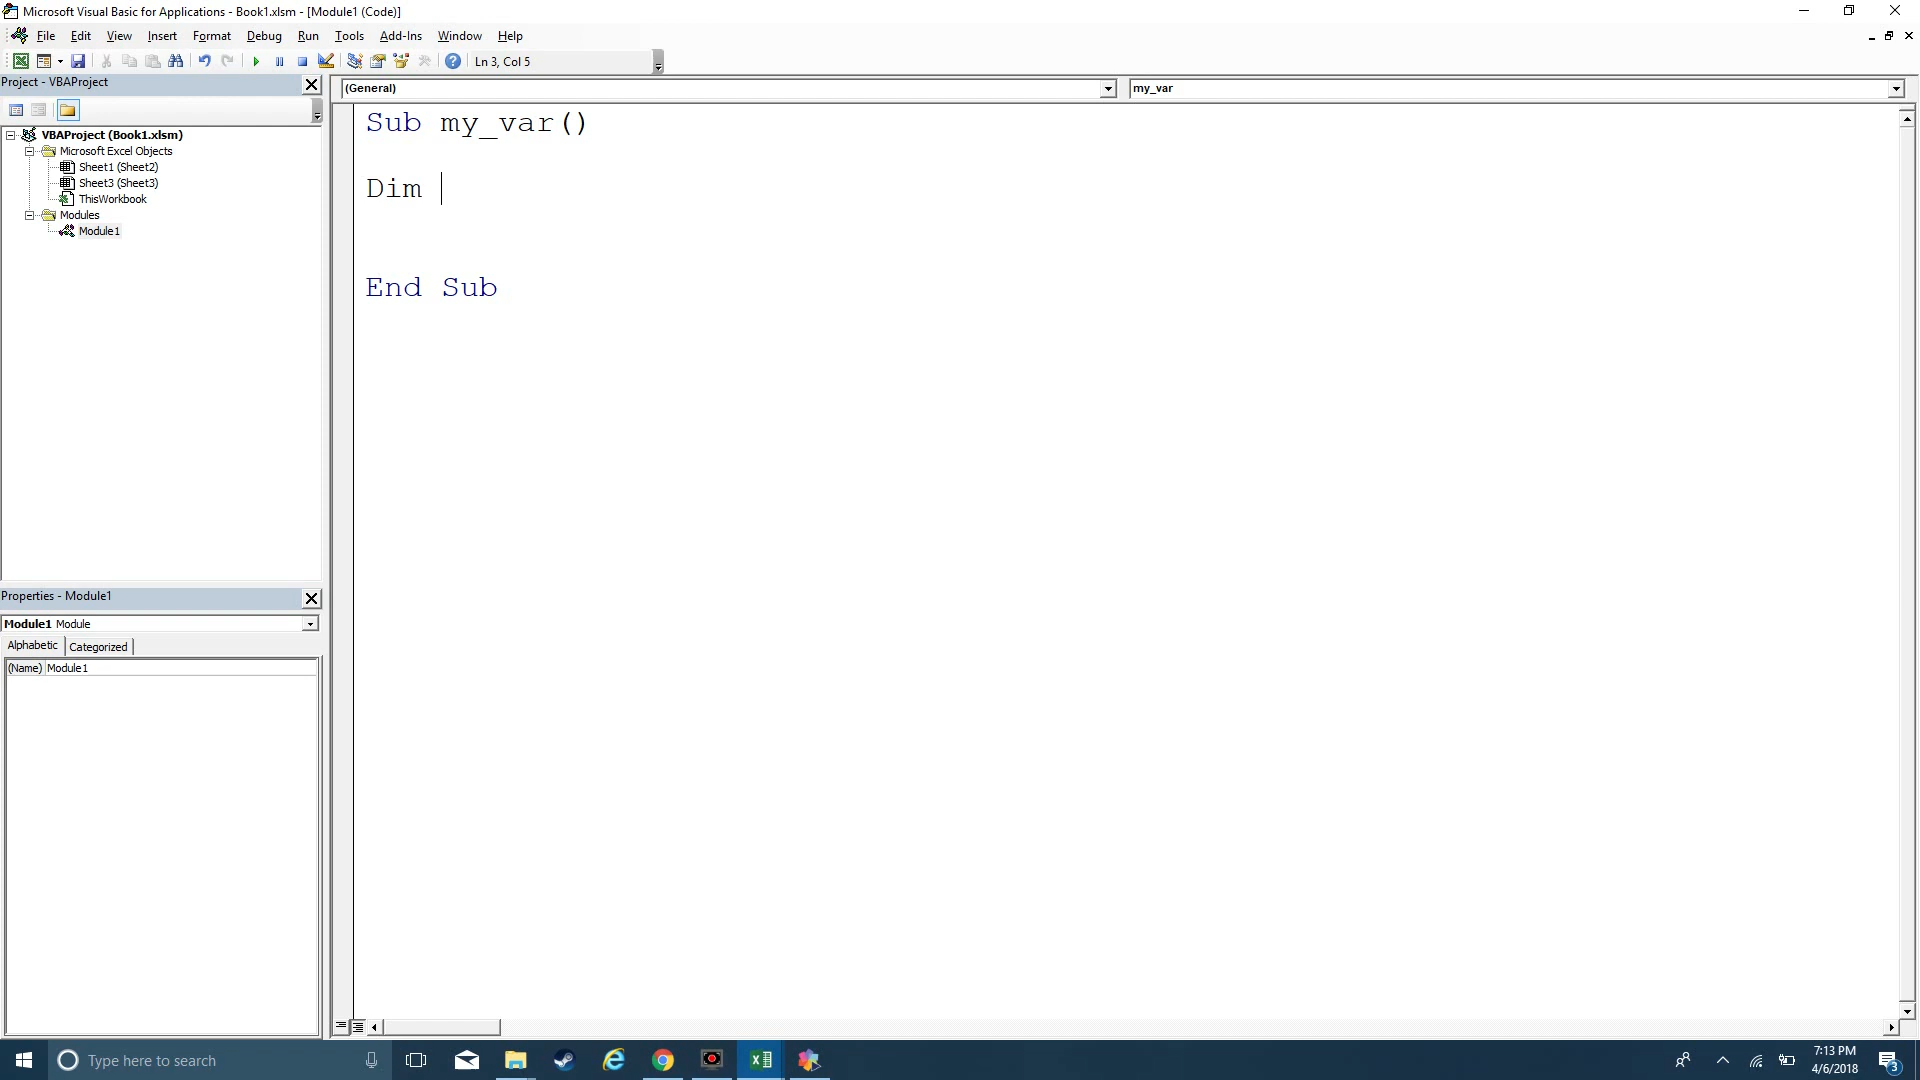 Microsoft Visual Basic for Applications - Book1.xlsm - [Module1 (Code)]
File Edit View Insert Format Debug Run Tools Add-Ins Window Help
Ln 3, Col 5
Project - VBAProject
(General)
my_var
VBAProject (Book1.xlsm)
Microsoft Excel Objects
Sheet1 (Sheet2)
Sheet3 (Sheet3)
ThisWorkbook
Modules
Module1
Sub my_var()
Dim
End Sub
Properties - Module1
Module1 Module
Alphabetic Categorized
(Name) Module1
Type here to search
7:13 PM
4/6/2018
3